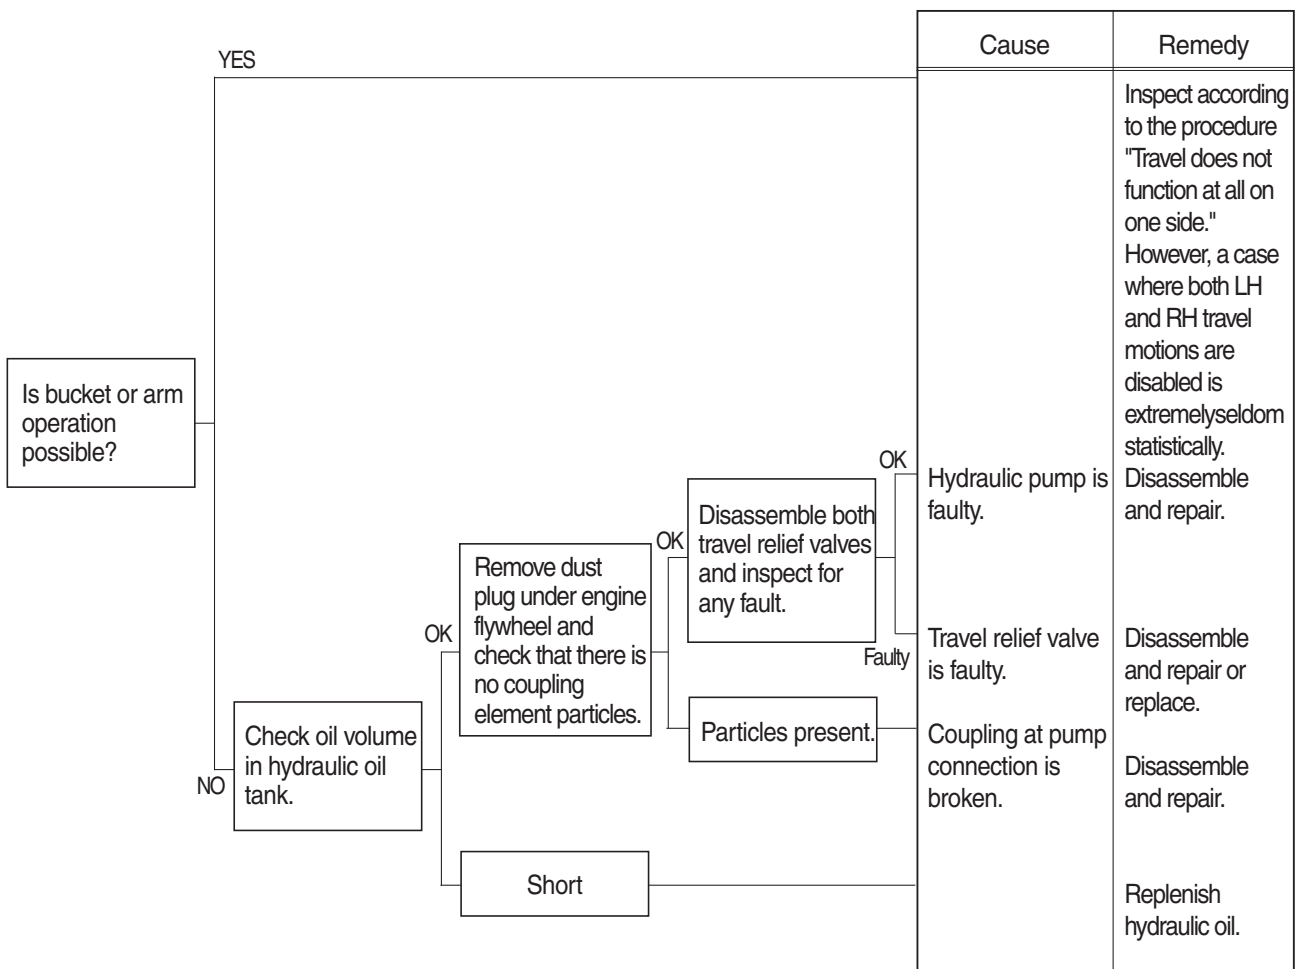 Cause
Remedy
YES
Inspect according
to the procedure
"Travel does not
function at all on
one side."
However, a case
where both LH
and RH travel
motions are
disabled is
extremelyseldom
statistically.
Is bucket or arm
operation
possible?
NO
Check oil volume
in hydraulic oil
tank.
OK
Remove dust
plug under engine
flywheel and
check that there is
no coupling
element particles.
OK
Disassemble both
travel relief valves
and inspect for
any fault.
OK
Hydraulic pump is
faulty.
Disassemble
and repair.
Faulty
Travel relief valve
is faulty.
Disassemble
and repair or
replace.
Particles present.
Coupling at pump
connection is
broken.
Disassemble
and repair.
Short
Replenish
hydraulic oil.